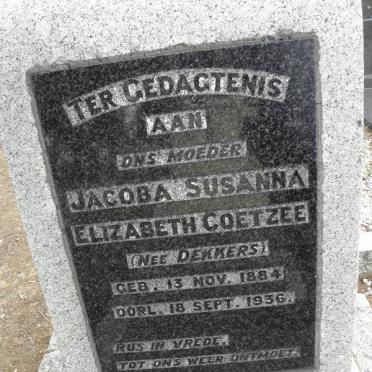 TER GEDAGTENIS
AAN
ONS MOEDER
JACOBA SUSANNA
ELIZABETH COETZEE
(NEE DEKKERS)
GEB. 13 NOV. 1884
OORL. 18 SEPT. 1936.
RUS IN VREDE,
TOT ONS WEER ONTMOET.